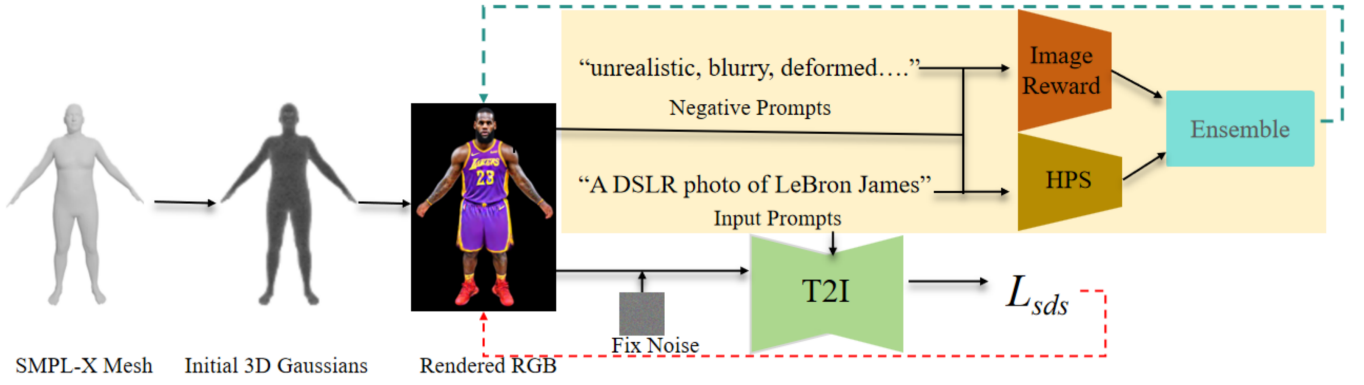 “unrealistic, blurry, deformed….”
Negative Prompts
Image
Reward
Ensemble
LAKERS
23
“A DSLR photo of LeBron James”
Input Prompts
HPS
T2I
L_sds
Fix Noise
SMPL-X Mesh
Initial 3D Gaussians
Rendered RGB